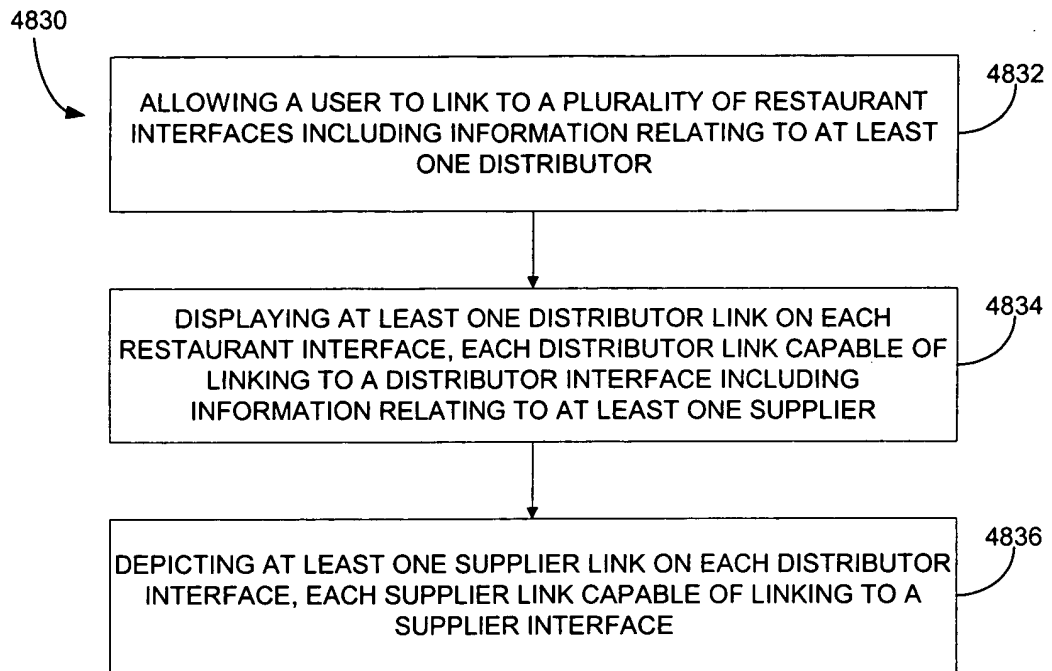 4830
4832
ALLOWING A USER TO LINK TO A PLURALITY OF RESTAURANT
INTERFACES INCLUDING INFORMATION RELATING TO AT LEAST
ONE DISTRIBUTOR
4834
DISPLAYING AT LEAST ONE DISTRIBUTOR LINK ON EACH
RESTAURANT INTERFACE, EACH DISTRIBUTOR LINK CAPABLE OF
LINKING TO A DISTRIBUTOR INTERFACE INCLUDING
INFORMATION RELATING TO AT LEAST ONE SUPPLIER
4836
DEPICTING AT LEAST ONE SUPPLIER LINK ON EACH DISTRIBUTOR
INTERFACE, EACH SUPPLIER LINK CAPABLE OF LINKING TO A
SUPPLIER INTERFACE